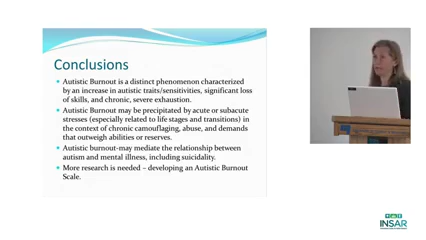 Conclusions
Autistic Burnout is a distinct phenomenon characterized
by an increase in autistic traits/sensitivities, significant loss
of skills, and chronic, severe exhaustion.
Autistic Burnout may be precipitated by acute or subacute
stresses (especially related to life stages and transitions) in
the context of chronic camouflaging, abuse, and demands
that outweigh abilities or reserves.
Autistic burnout-may mediate the relationship between
autism and mental illness, including suicidality.
More research is needed – developing an Autistic Burnout
Scale.
INSAR